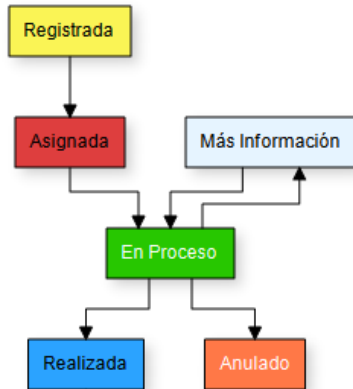 Registrada
Asignada
Más Información
En Proceso
Realizada
Anulado